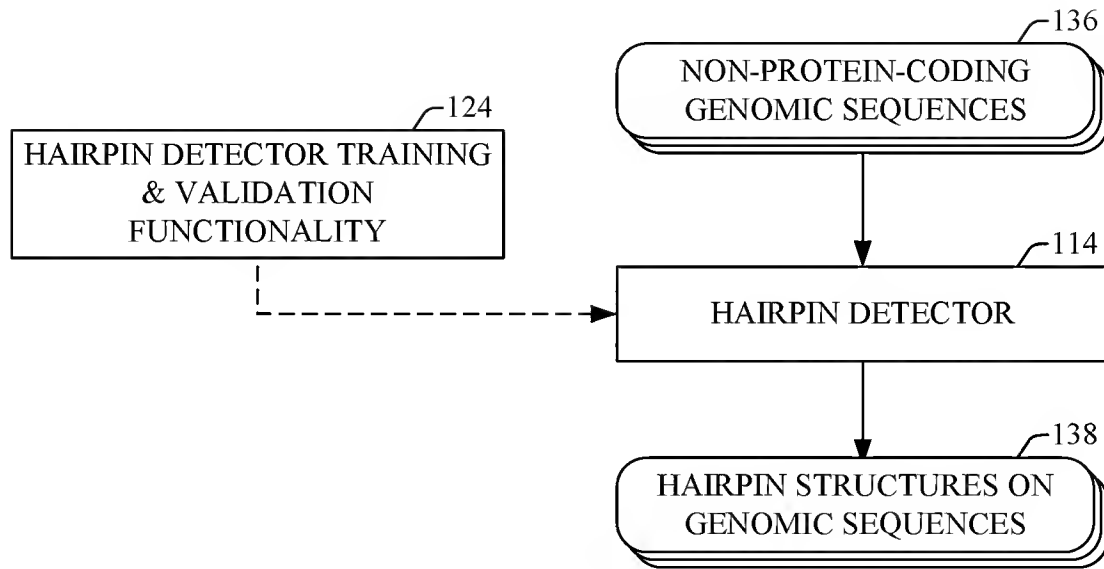 136
NON-PROTEIN-CODING
GENOMIC SEQUENCES
124
HAIRPIN DETECTOR TRAINING
& VALIDATION
FUNCTIONALITY
114
HAIRPIN DETECTOR
138
HAIRPIN STRUCTURES ON
GENOMIC SEQUENCES